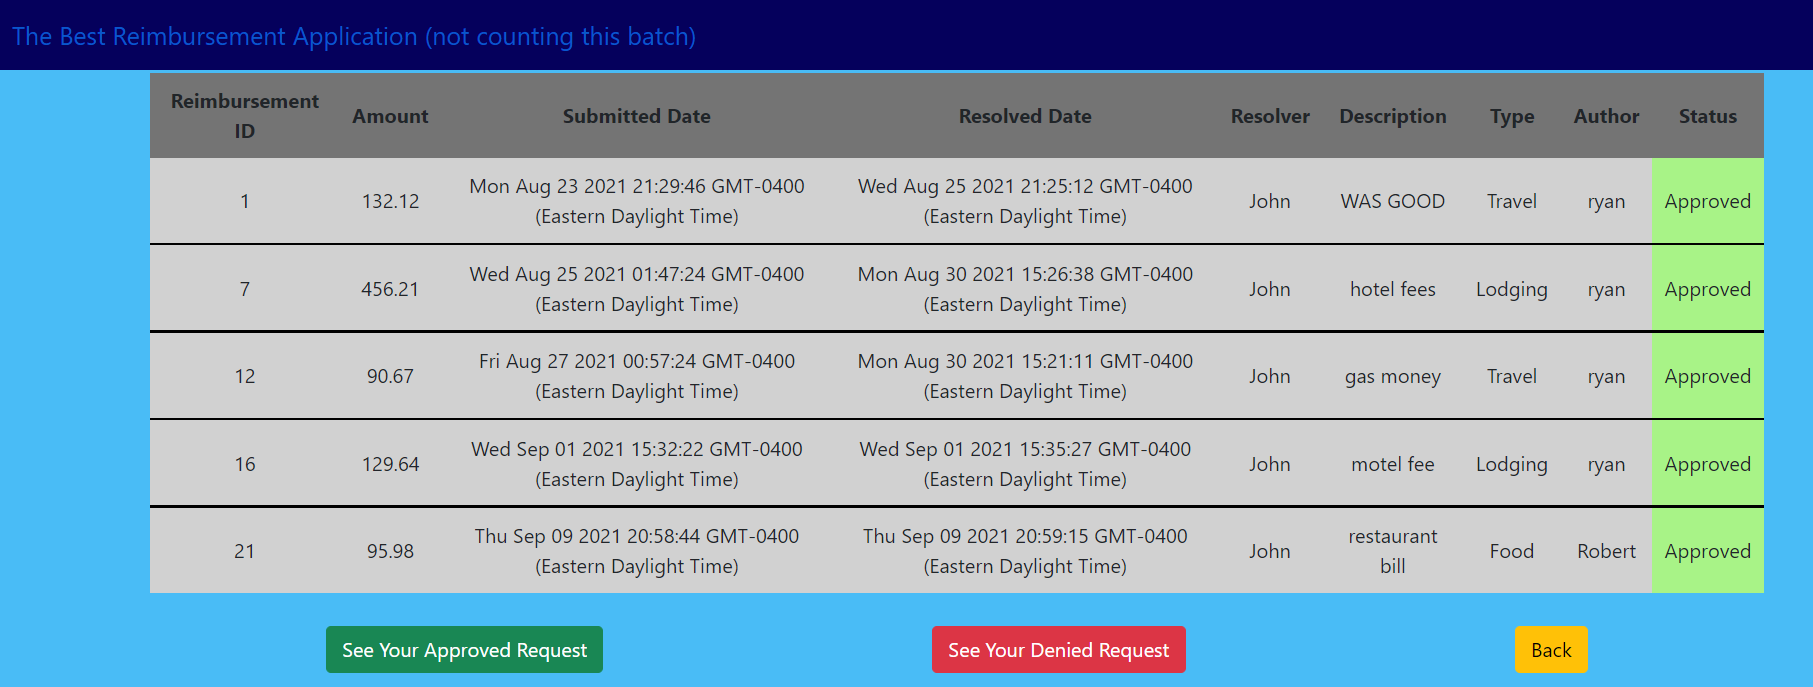 The Best Reimbursement Application (not counting this batch)
Reimbursement ID Amount Submitted Date Resolved Date Resolver Description Type Author Status
1 132.12 Mon Aug 23 2021 21:29:46 GMT-0400 (Eastern Daylight Time) Wed Aug 25 2021 21:25:12 GMT-0400 (Eastern Daylight Time) John WAS GOOD Travel ryan Approved
7 456.21 Wed Aug 25 2021 01:47:24 GMT-0400 (Eastern Daylight Time) Mon Aug 30 2021 15:26:38 GMT-0400 (Eastern Daylight Time) John hotel fees Lodging ryan Approved
12 90.67 Fri Aug 27 2021 00:57:24 GMT-0400 (Eastern Daylight Time) Mon Aug 30 2021 15:21:11 GMT-0400 (Eastern Daylight Time) John gas money Travel ryan Approved
16 129.64 Wed Sep 01 2021 15:32:22 GMT-0400 (Eastern Daylight Time) Wed Sep 01 2021 15:35:27 GMT-0400 (Eastern Daylight Time) John motel fee Lodging ryan Approved
21 95.98 Thu Sep 09 2021 20:58:44 GMT-0400 (Eastern Daylight Time) Thu Sep 09 2021 20:59:15 GMT-0400 (Eastern Daylight Time) John restaurant bill Food Robert Approved
See Your Approved Request See Your Denied Request Back